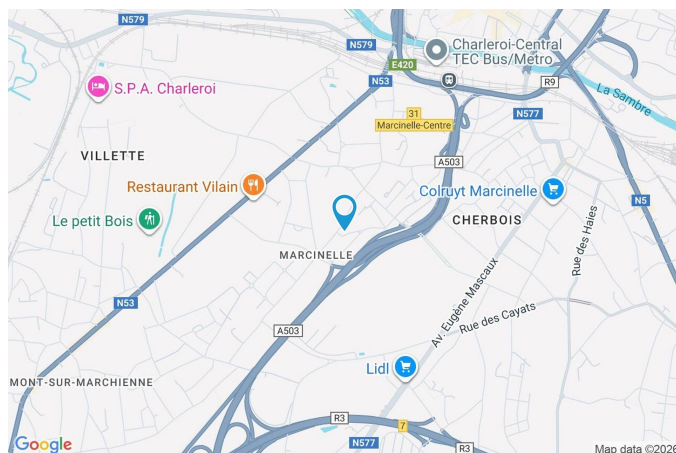 N579
N579
Charleroi-Central
TEC Bus/Metro
E420
R9
La Sambre
N53
S.P.A. Charleroi
31
Marcinelle-Centre
N577
VILLETTE
A503
Restaurant Vilain
Colruyt Marcinelle
N5
Le petit Bois
CHERBOIS
Rue des Haies
MARCINELLE
N53
Av. Eugène Mascaux
Rue des Cayats
A503
Lidl
MONT-SUR-MARCHIENNE
R3
7
N577
R3
Google
Map data ©2026